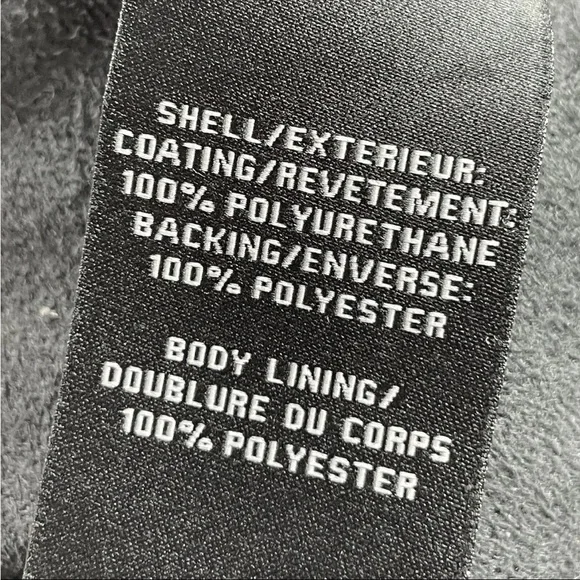 SHELL/EXTERIEUR:
COATING/REVETEMENT:
100% POLYURETHANE
BACKING/ENVERSE:
100% POLYESTER
BODY LINING/
DOUBLURE DU CORPS
100% POLYESTER